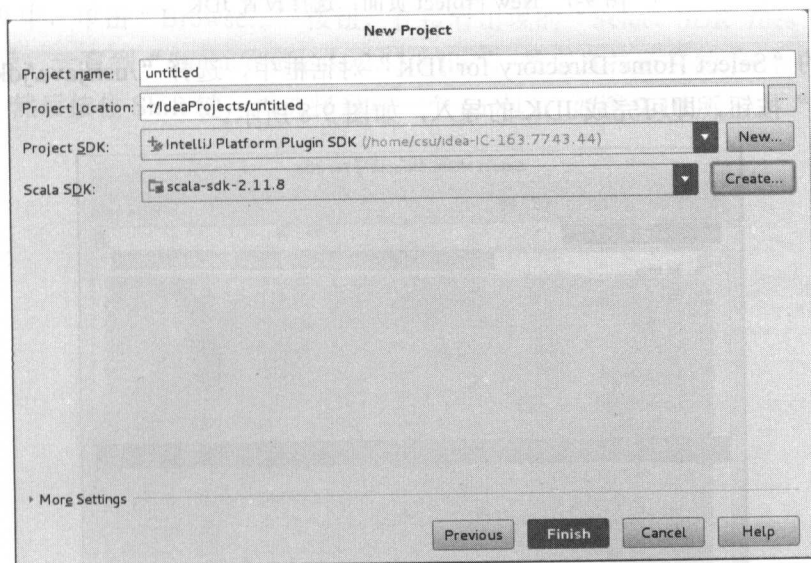 New Project
Project name: untitled
Project Location: ~/IdeaProjects/untitled
Project SDK: IntelliJ Platform Plugin SDK (/home/csu/idea-IC-163.7743.44) New...
Scala SDK: scala-sdk-2.11.8 Create...
More Settings
Previous Finish Cancel Help